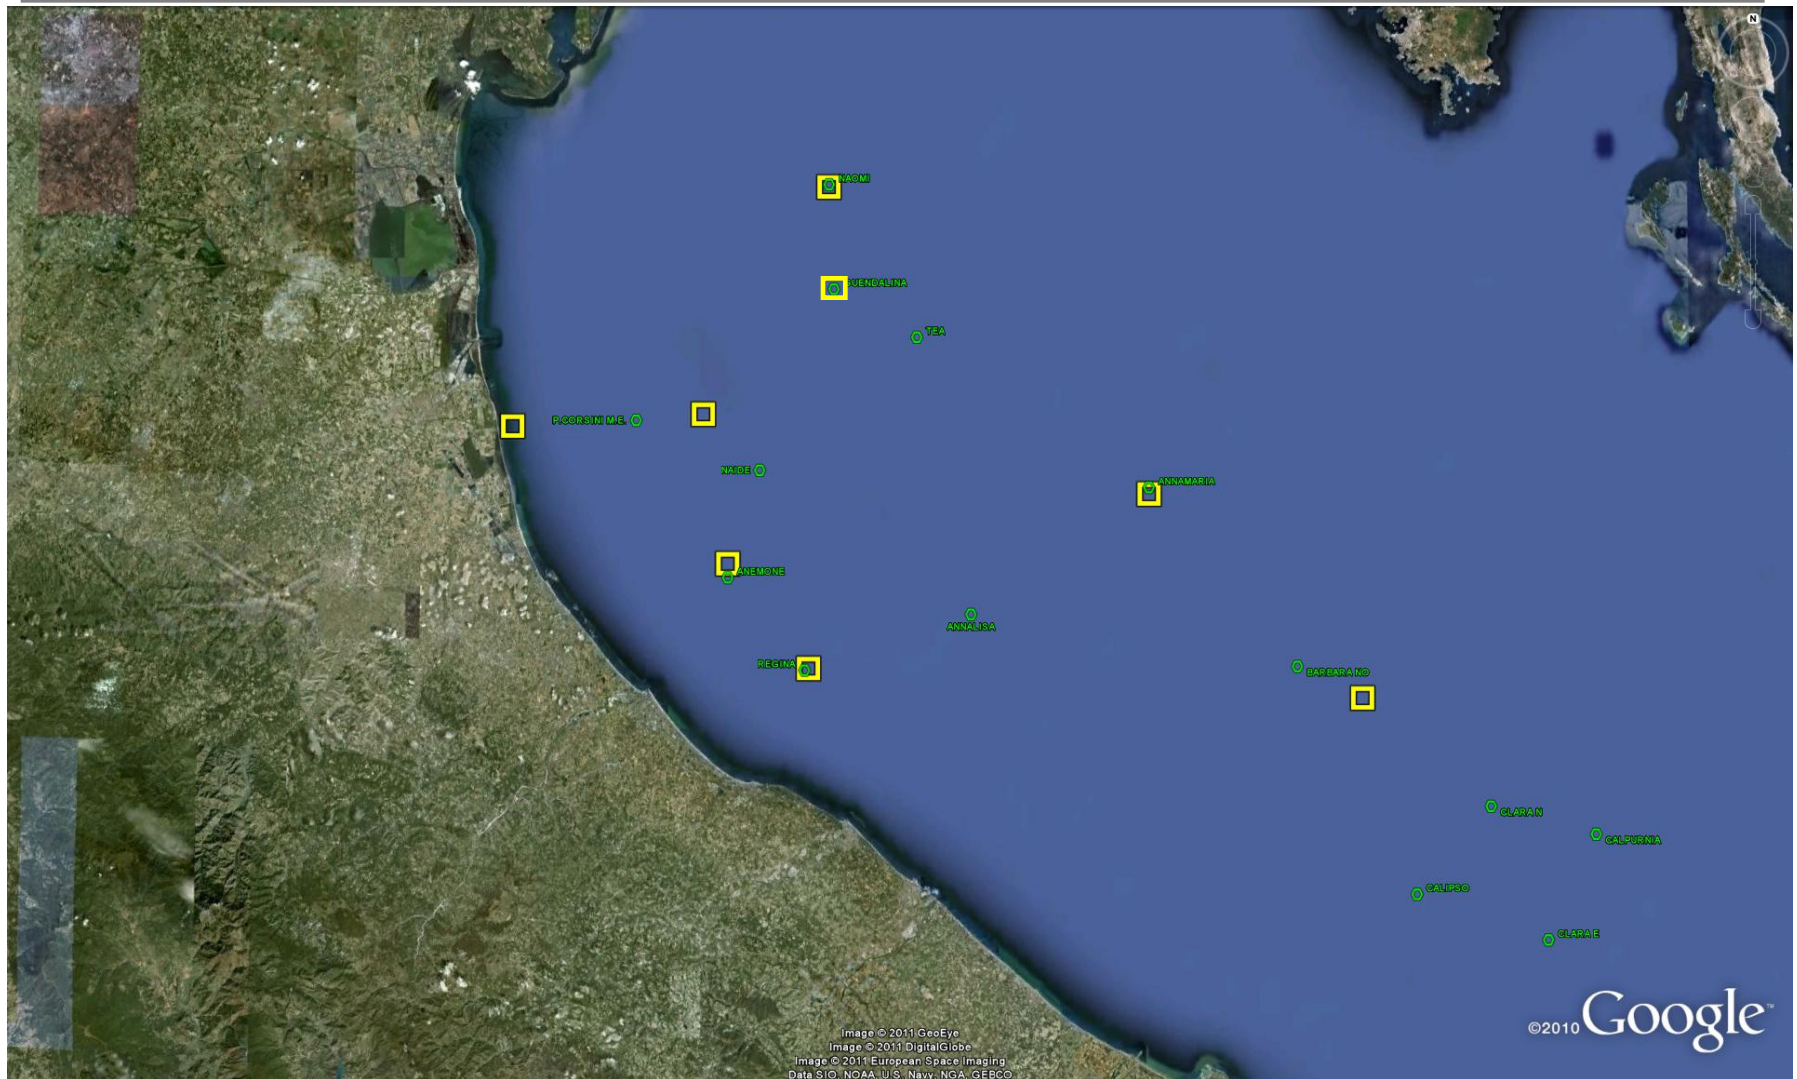 N
NAOMI
GUENDALINA
TEA
P.CORSINI M.E.
NAIDE
ANNAMARIA
ANEMONE
ANNALISA
REGINA
BARBARA NO
CLARA N
CALPURNIA
CALIPSO
CLARA E
©2010 Google™
Image © 2011 GeoEye
Image © 2011 DigitalGlobe
Image © 2011 European Space Imaging
Data SIO, NOAA, U.S. Navy, NGA, GEBCO